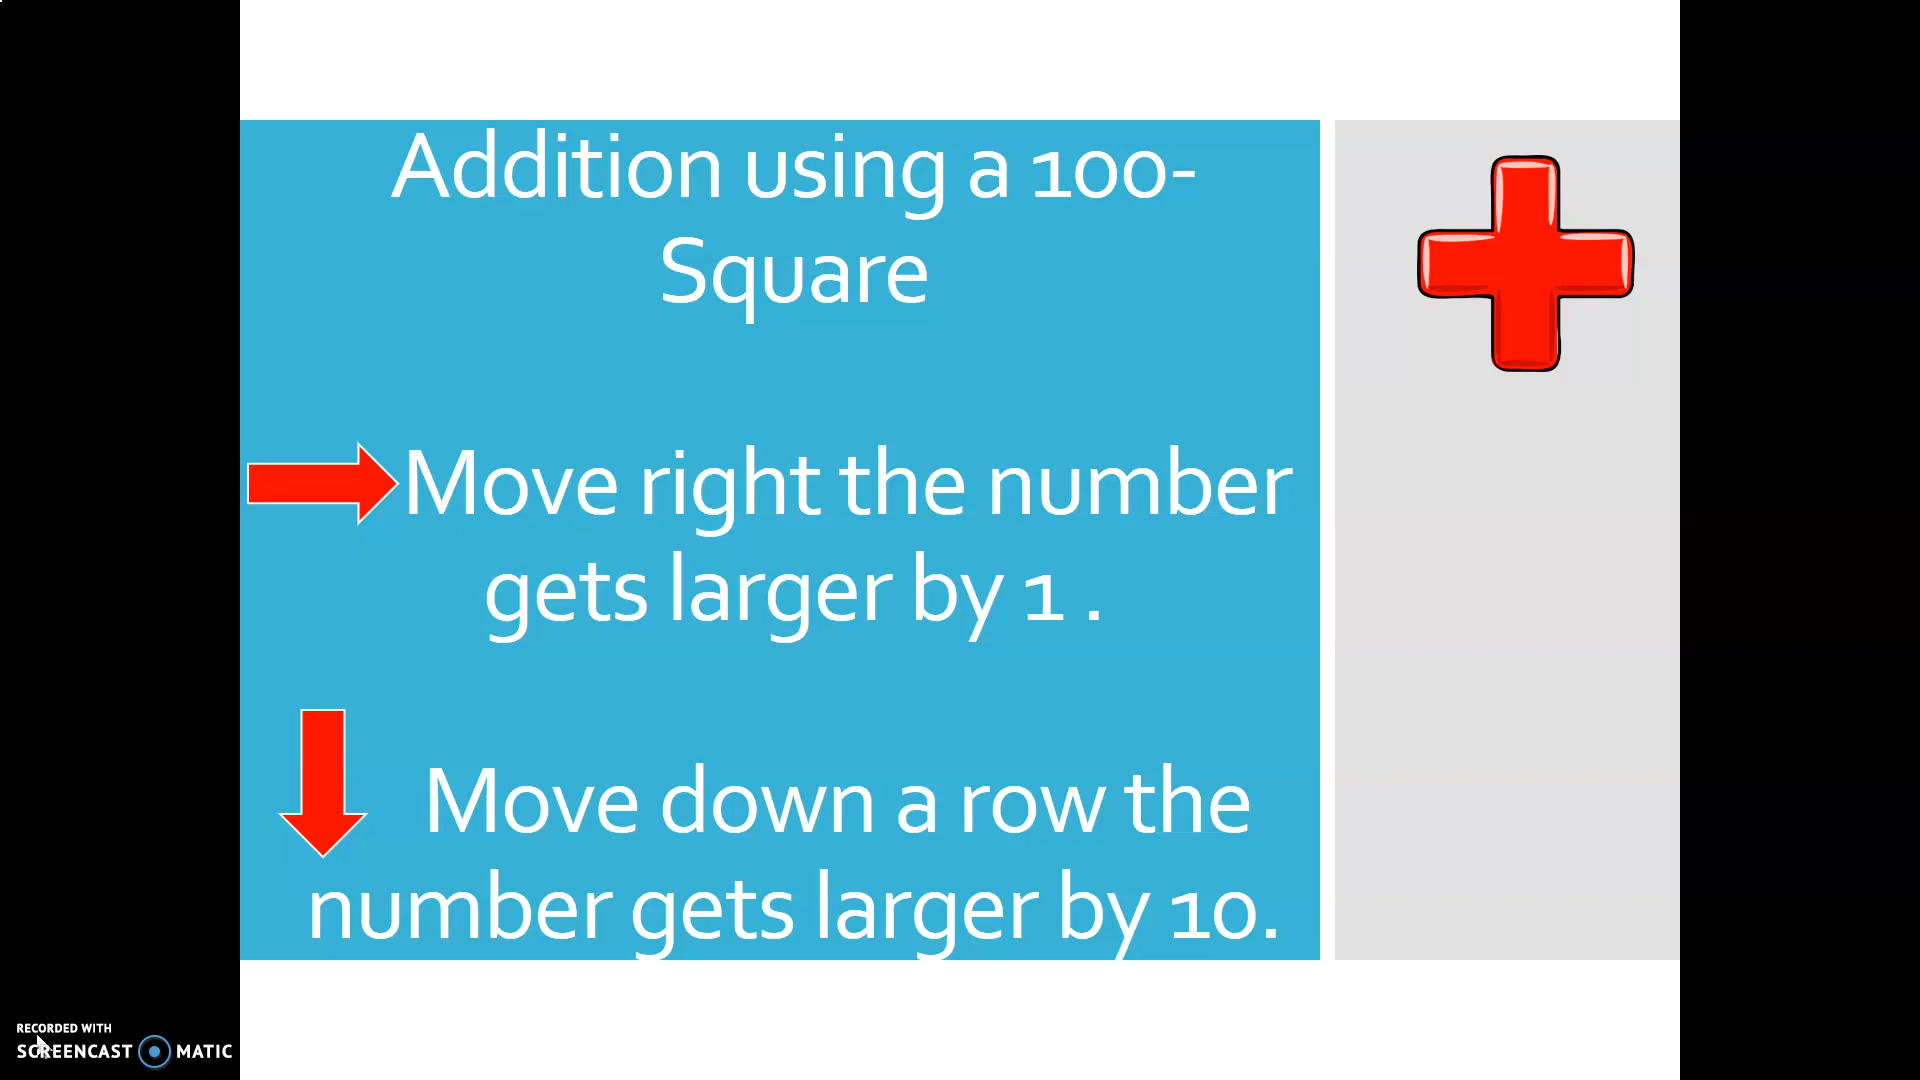 Addition using a 100-
Square
Move right the number
gets larger by 1 .
Move down a row the
number gets larger by 10.
RECORDED WITH
SCREENCAST MATIC